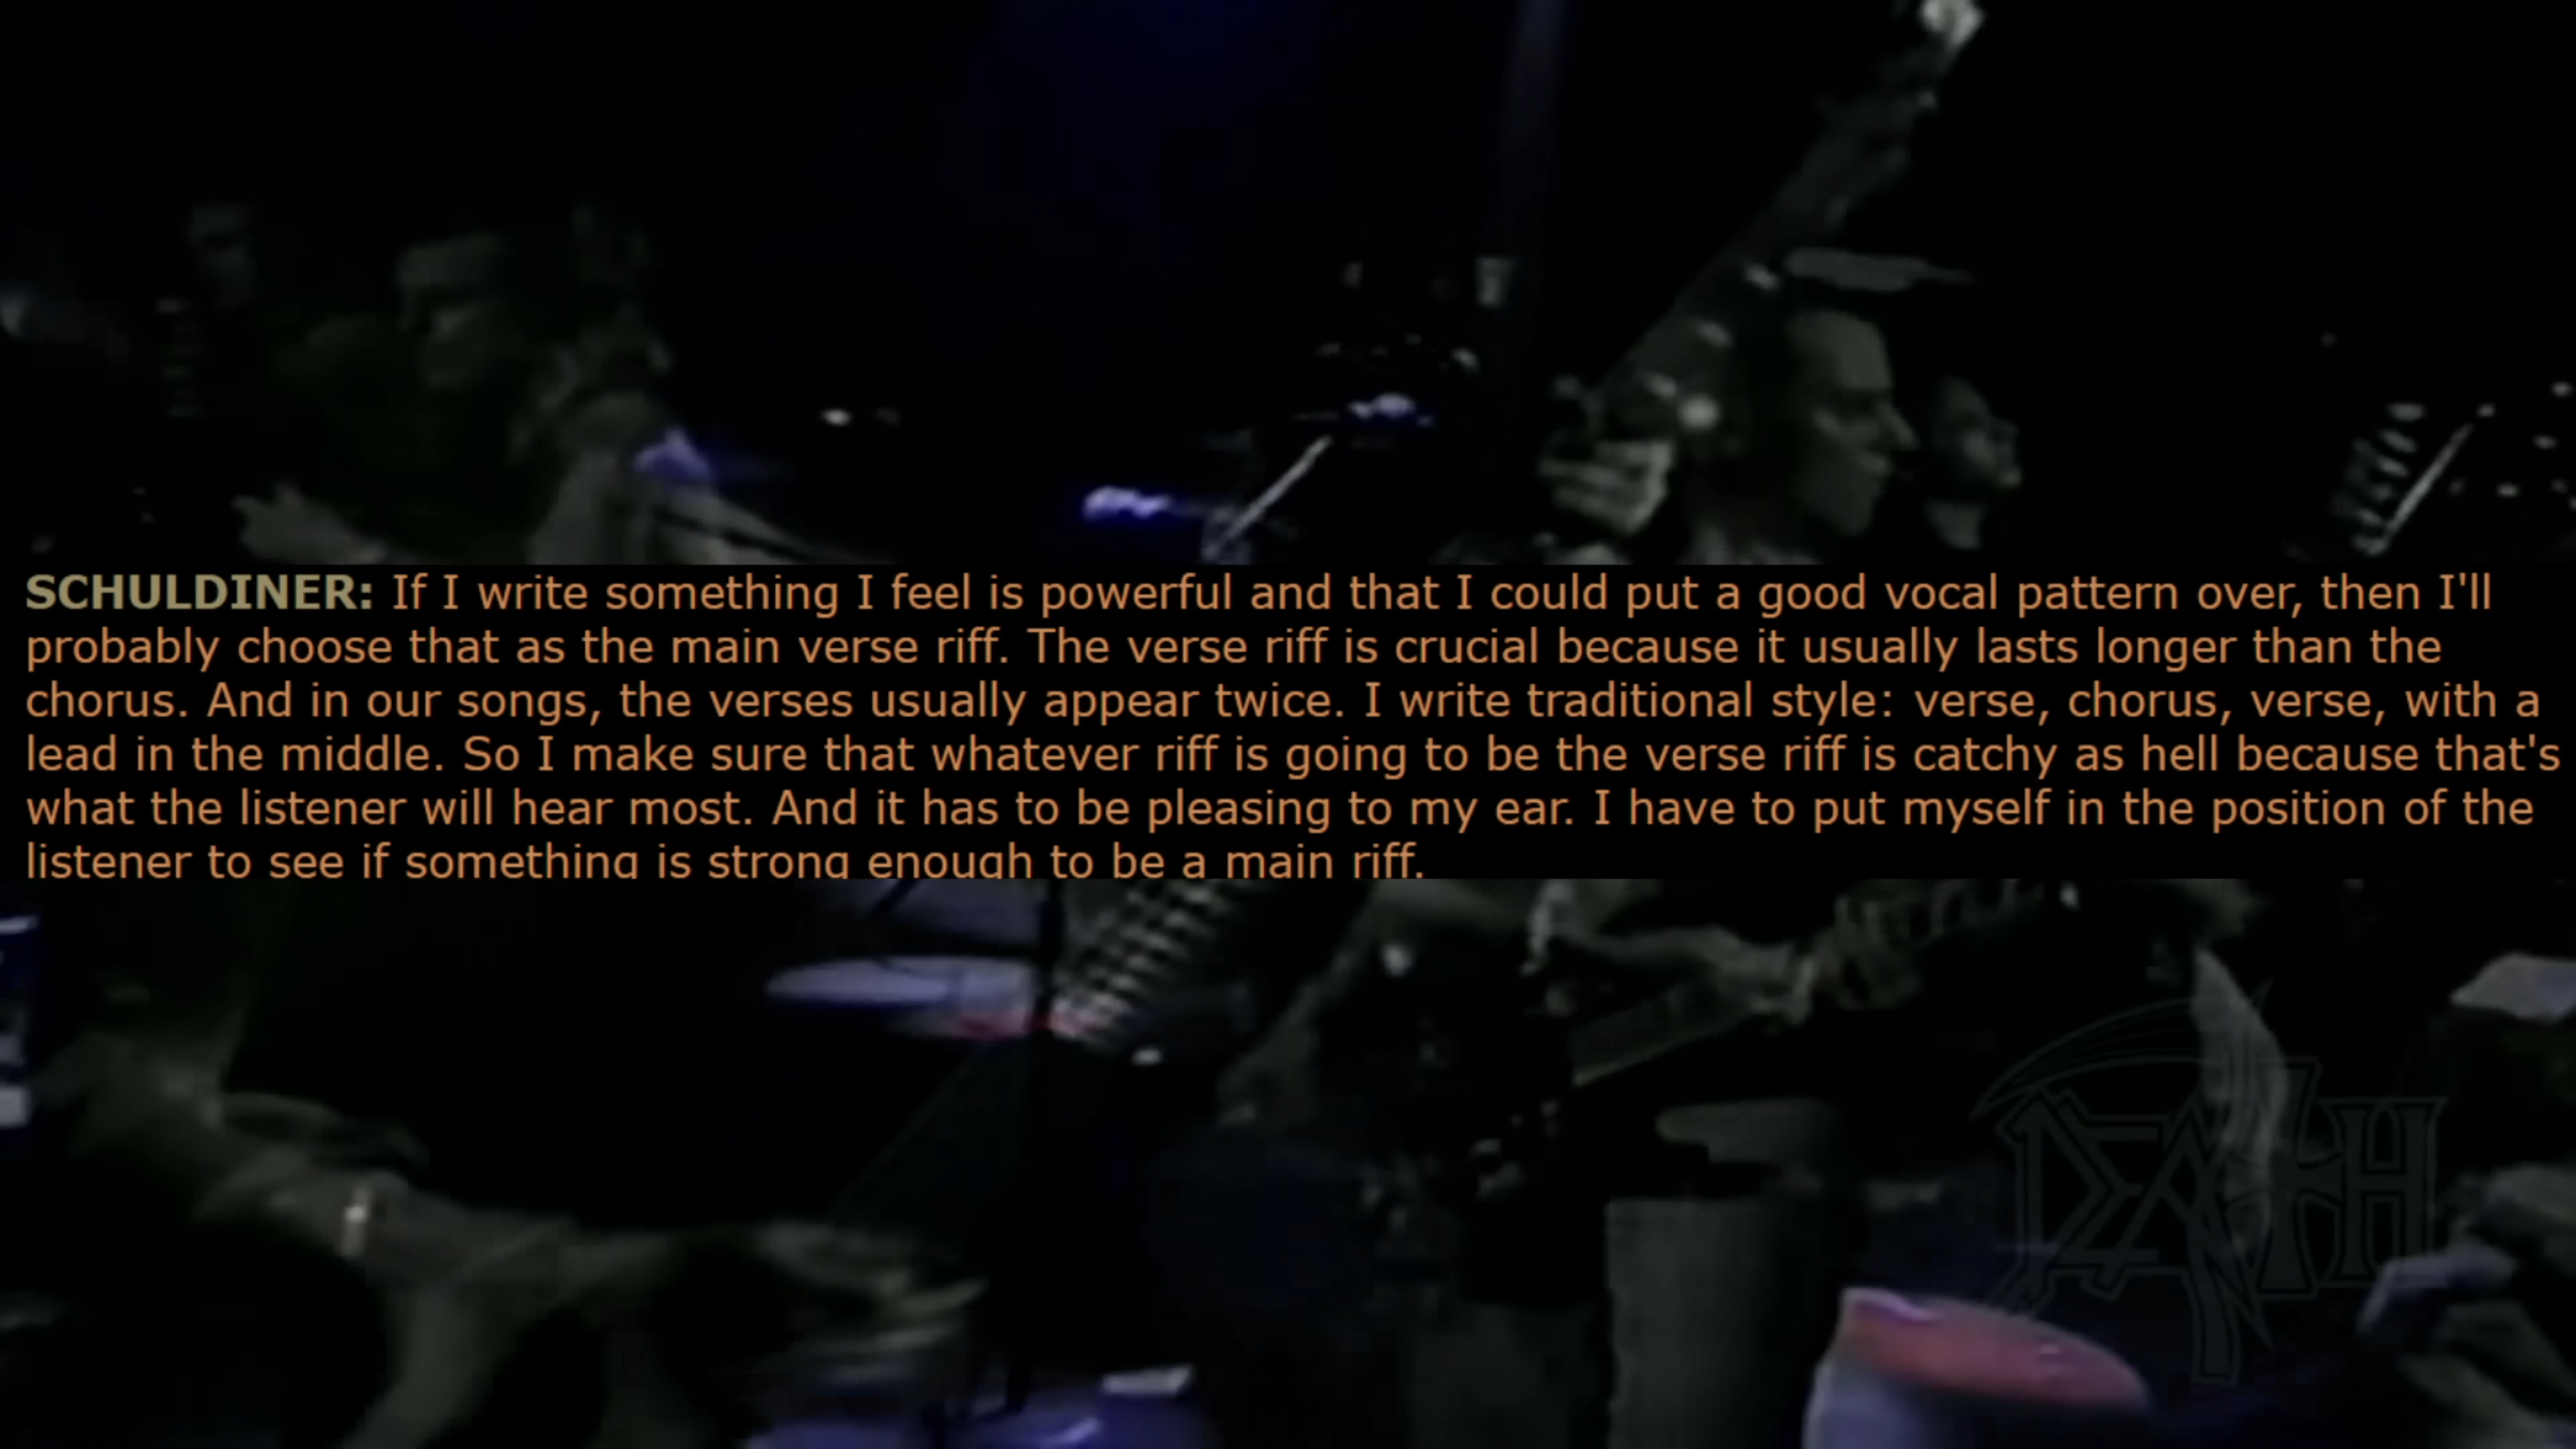 SCHULDINER: If I write something I feel is powerful and that I could put a good vocal pattern over, then I'll
probably choose that as the main verse riff. The verse riff is crucial because it usually lasts longer than the
chorus. And in our songs, the verses usually appear twice. I write traditional style: verse, chorus, verse, with a
lead in the middle. So I make sure that whatever riff is going to be the verse riff is catchy as hell because that's
what the listener will hear most. And it has to be pleasing to my ear. I have to put myself in the position of the
listener to see if something is strong enough to be a main riff.
DEATH